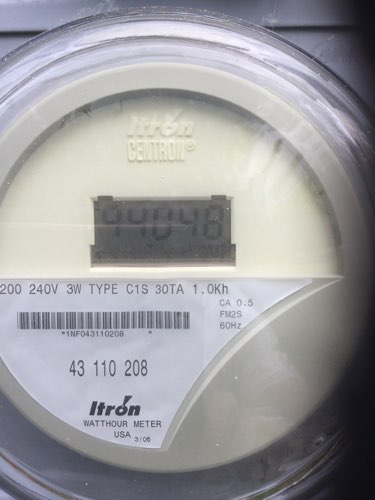 Itron
CENTRON®
94048
200 240V 3W TYPE C1S 30TA 1.0Kh
CA 0.5
FM2S
60Hz
*1NF043110208 *
43 110 208
Itron
WATTHOUR METER
USA 3/06